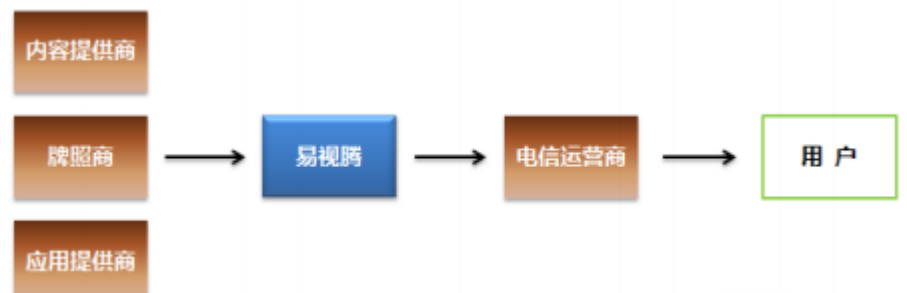 内容提供商
牌照商
易视腾
电信运营商
用 户
应用提供商